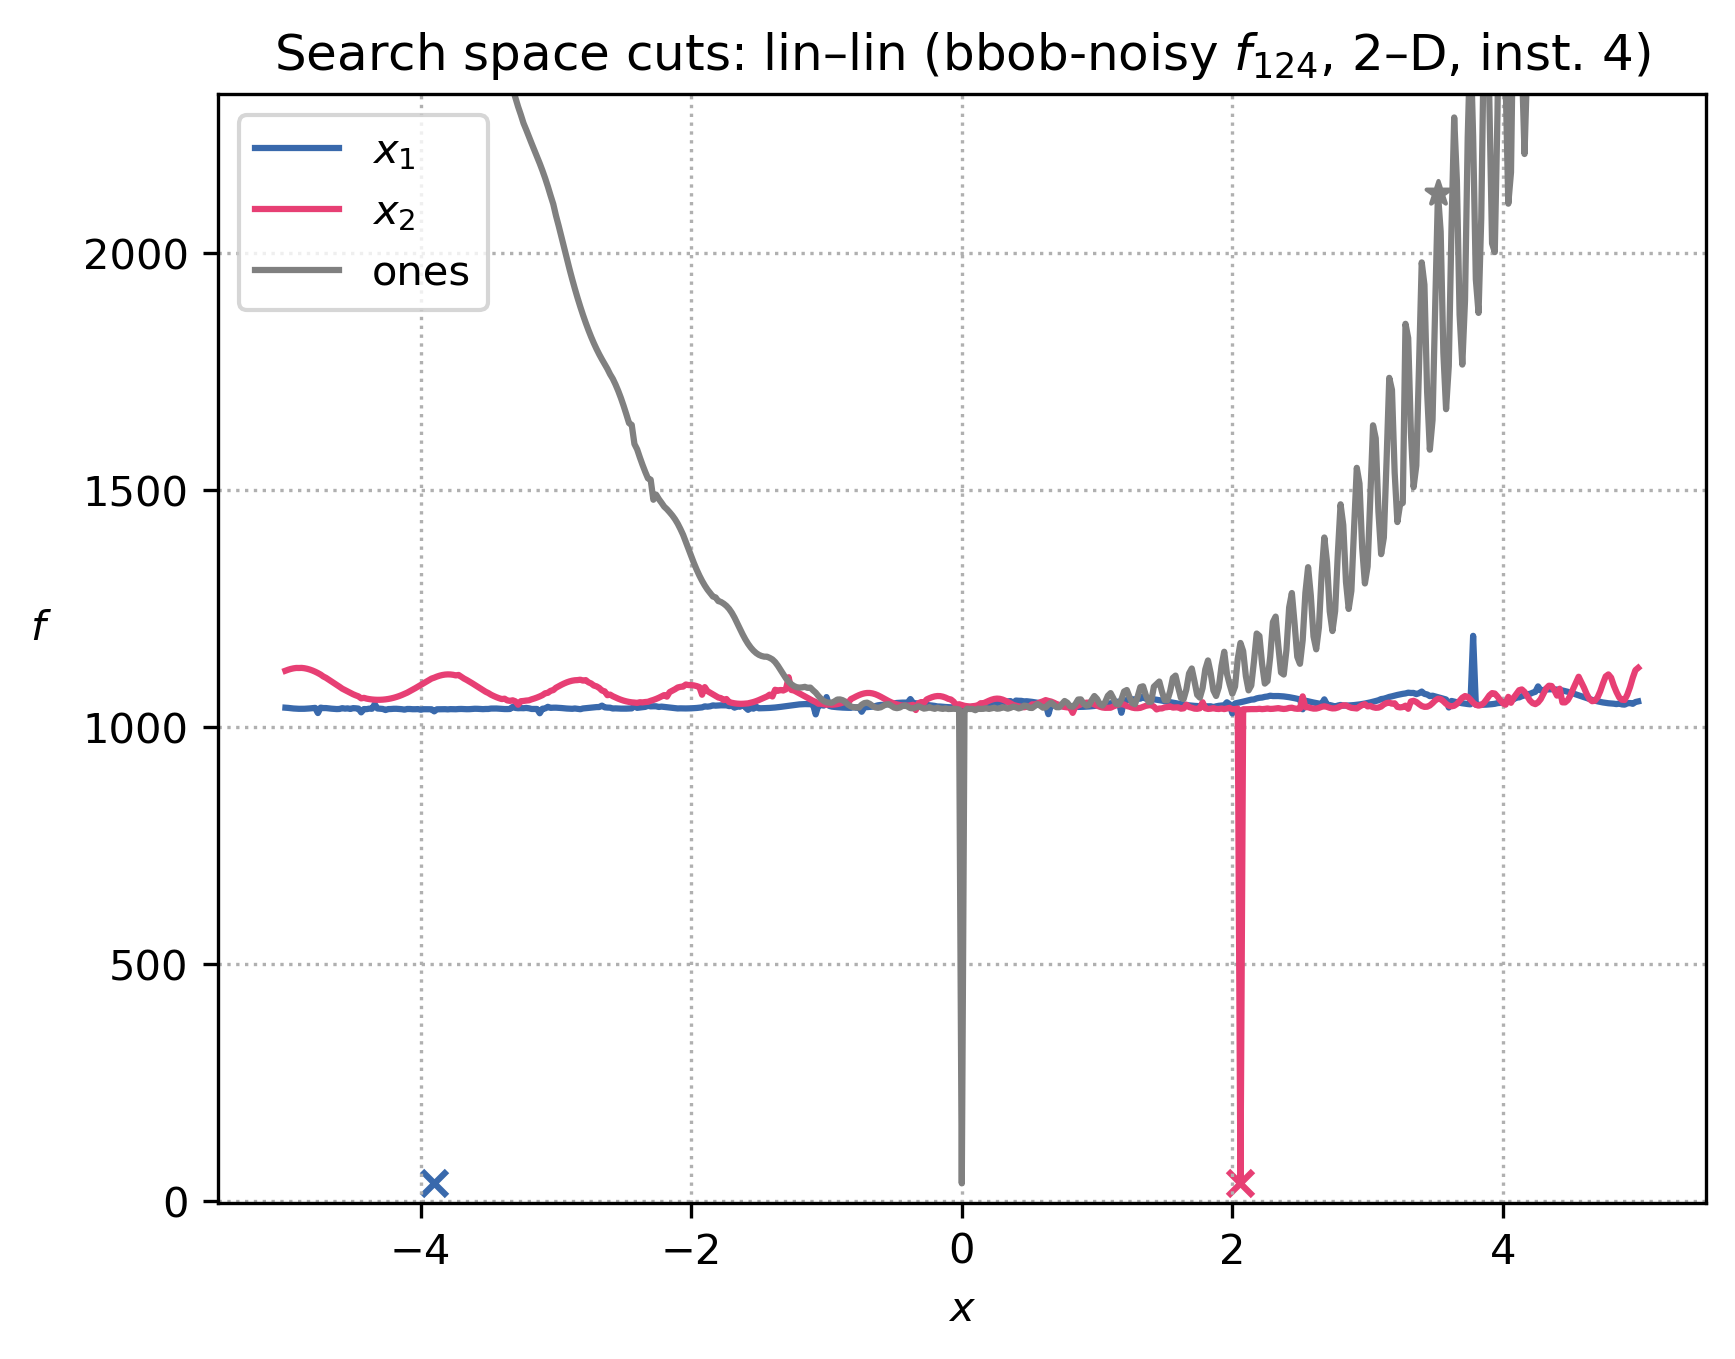 Search space cuts: lin–lin (bbob-noisy f₁₂₄, 2–D, inst. 4)
x₁
x₂
ones
2000
1500
1000
500
0
f
−4
−2
0
2
4
x